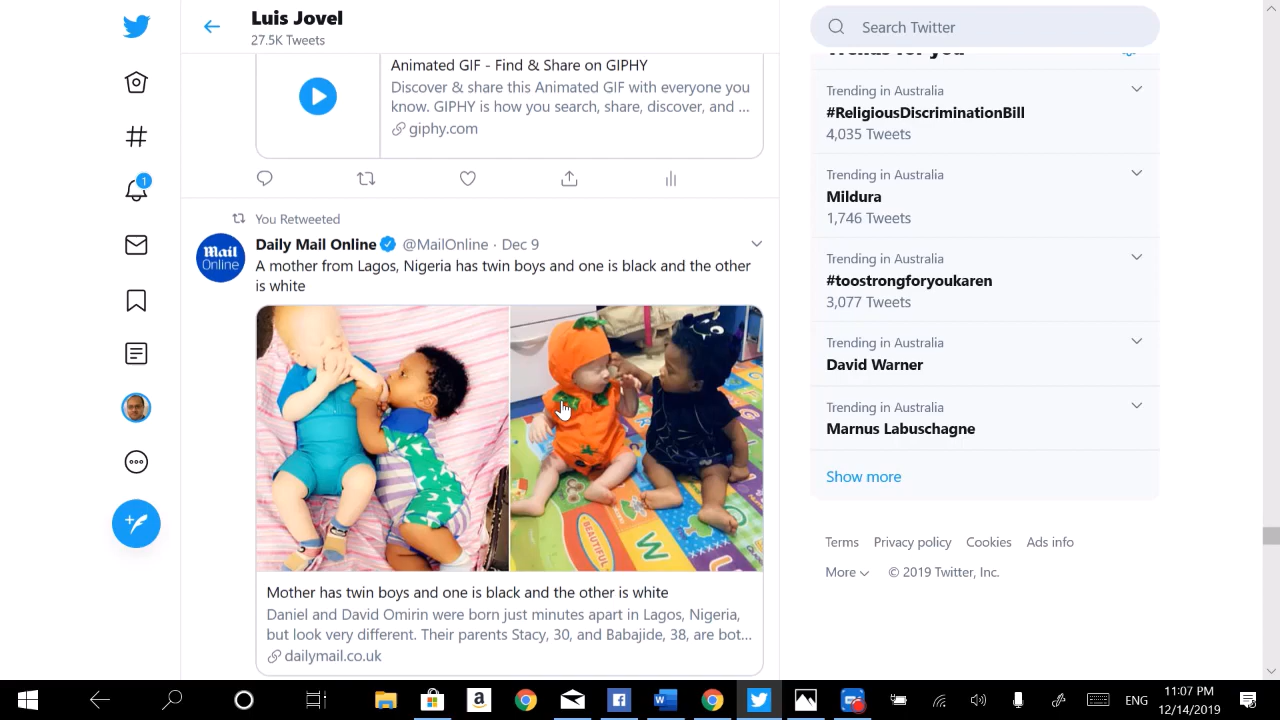 Luis Jovel
27.5K Tweets
Search Twitter
Animated GIF - Find & Share on GIPHY
Discover & share this Animated GIF with everyone you
know. GIPHY is how you search, share, discover, and ...
giphy.com
You Retweeted
Daily Mail Online @MailOnline · Dec 9
Mail
Online
A mother from Lagos, Nigeria has twin boys and one is black and the other
is white
BEAUTIFUL
W
Mother has twin boys and one is black and the other is white
Daniel and David Omirin were born just minutes apart in Lagos, Nigeria,
but look very different. Their parents Stacy, 30, and Babajide, 38, are bot...
dailymail.co.uk
1
Trends for you
Trending in Australia
#ReligiousDiscriminationBill
4,035 Tweets
Trending in Australia
Mildura
1,746 Tweets
Trending in Australia
#toostrongforyoukaren
3,077 Tweets
Trending in Australia
David Warner
Trending in Australia
Marnus Labuschagne
Show more
Terms Privacy policy Cookies Ads info
More © 2019 Twitter, Inc.
ENG
11:07 PM
12/14/2019